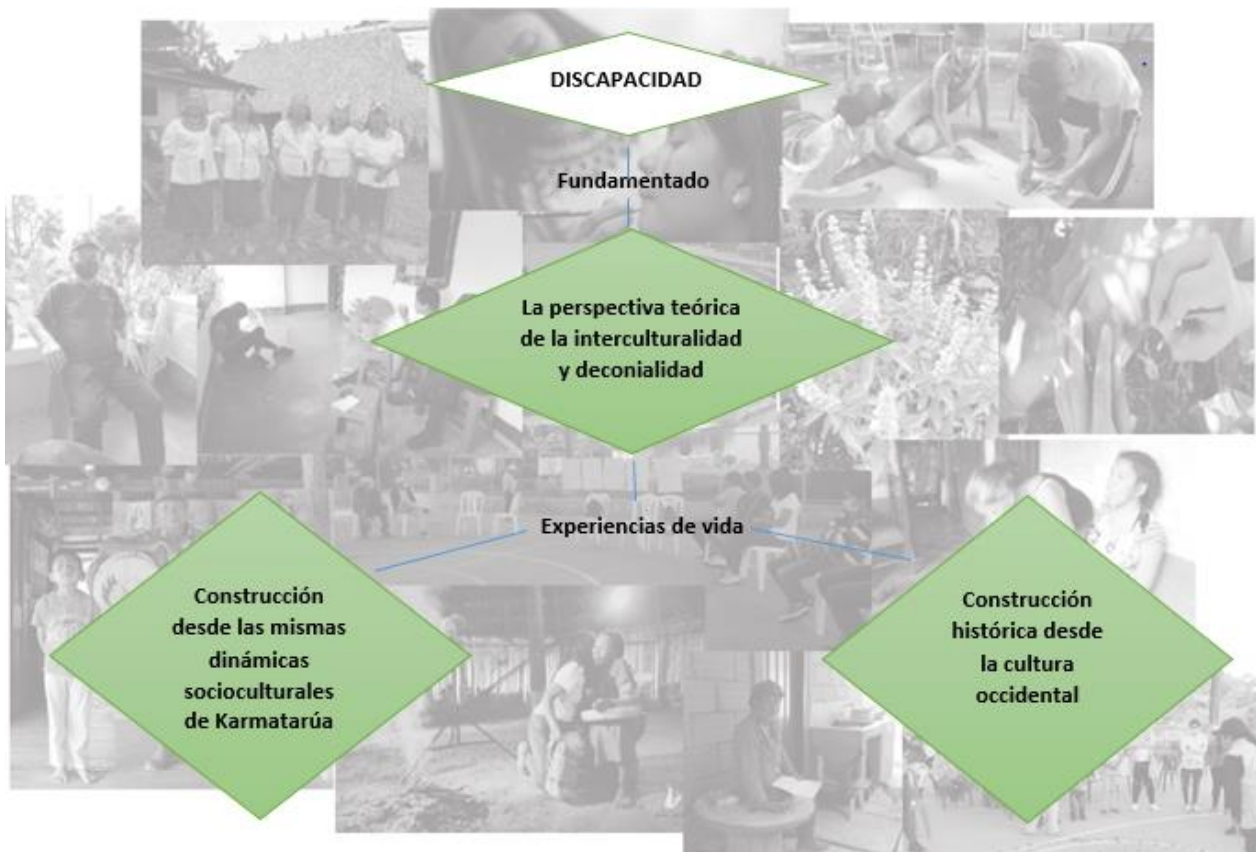 DISCAPACIDAD
Fundamentado
La perspectiva teórica
de la interculturalidad
y deconialidad
Experiencias de vida
Construcción
desde las mismas
dinámicas
socioculturales
de Karmatarúa
Construcción
histórica desde
la cultura
occidental